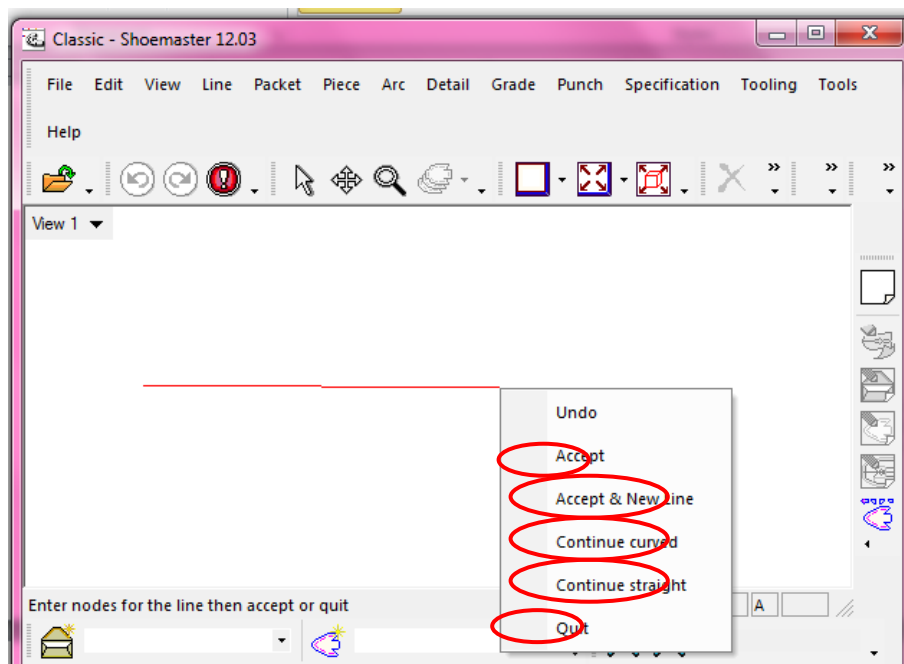 Classic - Shoemaster 12.03
File Edit View Line Packet Piece Arc Detail Grade Punch Specification Tooling Tools
Help
View 1
Undo
Accept
Accept & New Line
Continue curved
Continue straight
Quit
Enter nodes for the line then accept or quit
A